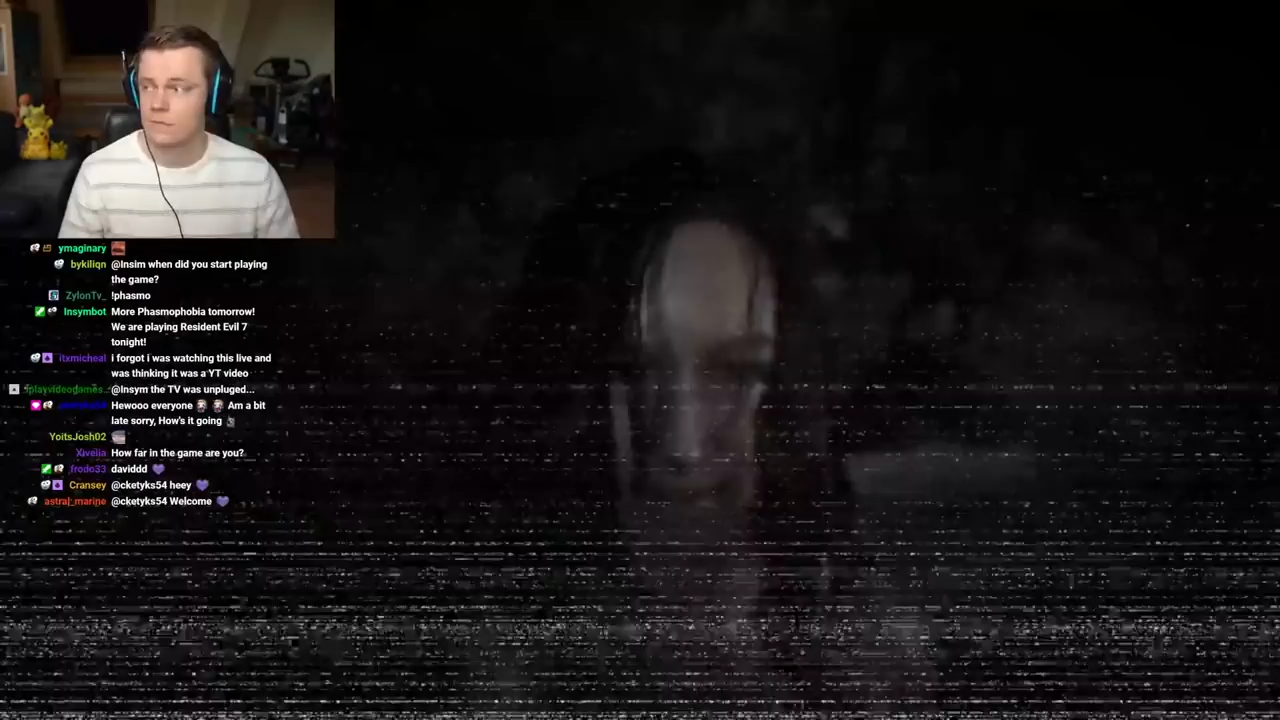 ymaginary
bykiliqn @Insim when did you start playing
the game?
ZylonTv_ !phasmo
Insymbot More Phasmophobia tomorrow!
We are playing Resident Evil 7
tonight!
itxmicheal i forgot i was watching this live and
was thinking it was a YT video
@Insym the TV was unpluged...
Hewooo everyone Am a bit
late sorry, How's it going
YoitsJosh02
Xivelia How far in the game are you?
frodo33 daviddd
Cransey @cketyks54 heey
astral_marine @cketyks54 Welcome